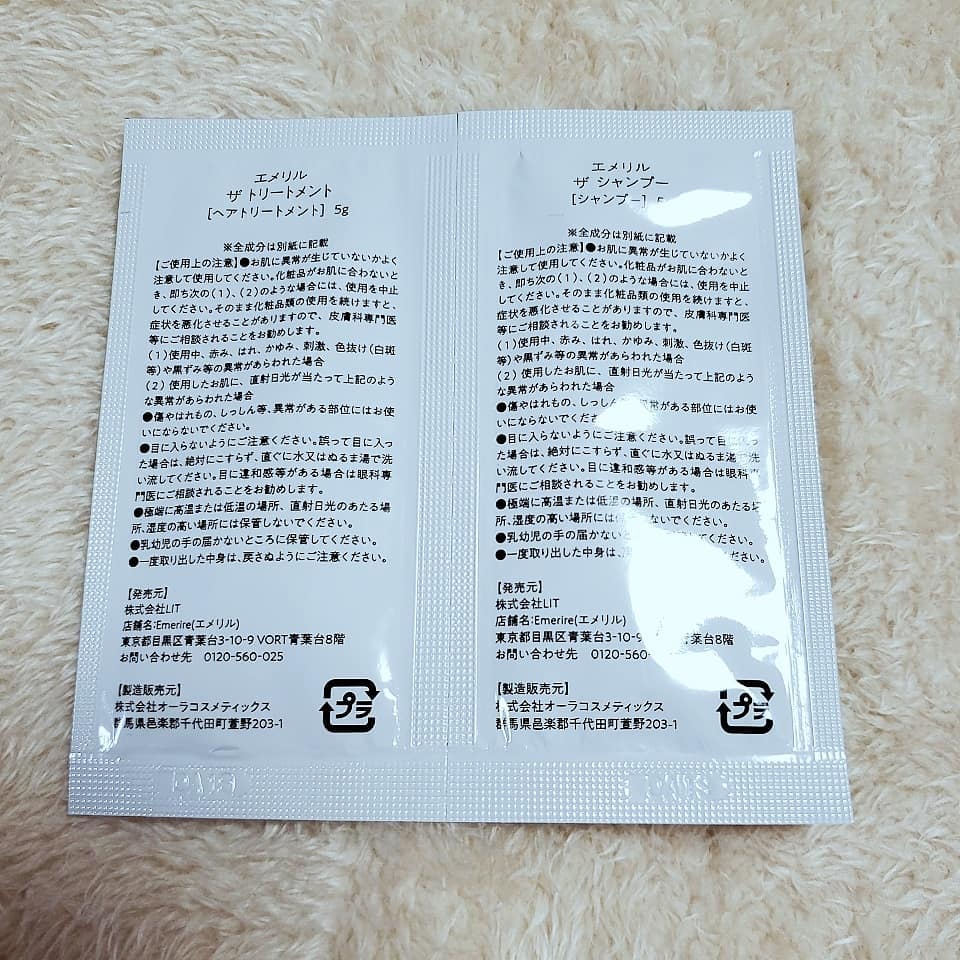 エメリル
ザ トリートメント
[ヘアトリートメント] 5g
※全成分は別紙に記載
【ご使用上の注意】●お肌に異常が生じていないかよく
注意して使用してください。化粧品がお肌に合わないと
き、即ち次の(1)、(2)のような場合には、使用を中止
してください。そのまま化粧品類の使用を続けますと、
症状を悪化させることがありますので、皮膚科専門医
等にご相談されることをお勧めします。
(1)使用中、赤み、はれ、かゆみ、刺激、色抜け(白斑
等)や黒ずみ等の異常があらわれた場合
(2) 使用したお肌に、直射日光が当たって上記のよう
な異常があらわれた場合
●傷やはれもの、しっしん等、異常がある部位にはお使
いにならないでください。
●目に入らないようにご注意ください。誤って目に入っ
た場合は、絶対にこすらず、直ぐに水又はぬるま湯で洗
い流してください。目に違和感等がある場合は眼科専
門医にご相談されることをお勧めします。
●極端に高温または低温の場所、直射日光のあたる場
所、湿度の高い場所には保管しないでください。
●乳幼児の手の届かないところに保管してください。
●一度取り出した中身は、戻さぬようにご注意ください。
【発売元】
株式会社LIT
店舗名:Emerire(エメリル)
東京都目黒区青葉台3-10-9 VORT青葉台8階
お問い合わせ先 0120-560-025
【製造販売元】
株式会社オーラコスメティックス
群馬県邑楽郡千代田町萱野203-1
プラ
エメリル
ザ シャンプー
[シャンプー]
※全成分は別紙に記載
【ご使用上の注意】●お肌に異常が生じていないかよく
注意して使用してください。化粧品がお肌に合わないと
き、即ち次の(1)、(2)のような場合には、使用を中止
してください。そのまま化粧品類の使用を続けますと、
症状を悪化させることがありますので、皮膚科専門医
等にご相談されることをお勧めします。
(1)使用中、赤み、はれ、かゆみ、刺激、色抜け(白斑
等)や黒ずみ等の異常があらわれた場合
(2) 使用したお肌に、直射日光が当たって上記のよう
な異常があらわれた場合
●傷やはれもの、しっしん 異常がある部位にはお使
いにならないでください。
●目に入らないようにご注意ください。誤って目に入っ
た場合は、絶対にこすらず、直ぐに水又はぬるま湯で洗
い流してください。目に違和感等がある場合は眼科専
門医にご相談されることをお勧めします。
●極端に高温または低温の場所、直射日光のあたる場
所、湿度の高い場所には ないでください。
●乳幼児の手の届かない 保管してください。
●一度取り出した中身は、 ください。
【発売元】
株式会社LIT
店舗名:Emerire(エメリル)
東京都目黒区青葉台3-10-9 青葉台8階
お問い合わせ先 0120-560
【製造販売元】
株式会社オーラコスメティックス
群馬県邑楽郡千代田町萱野203-1
プラ